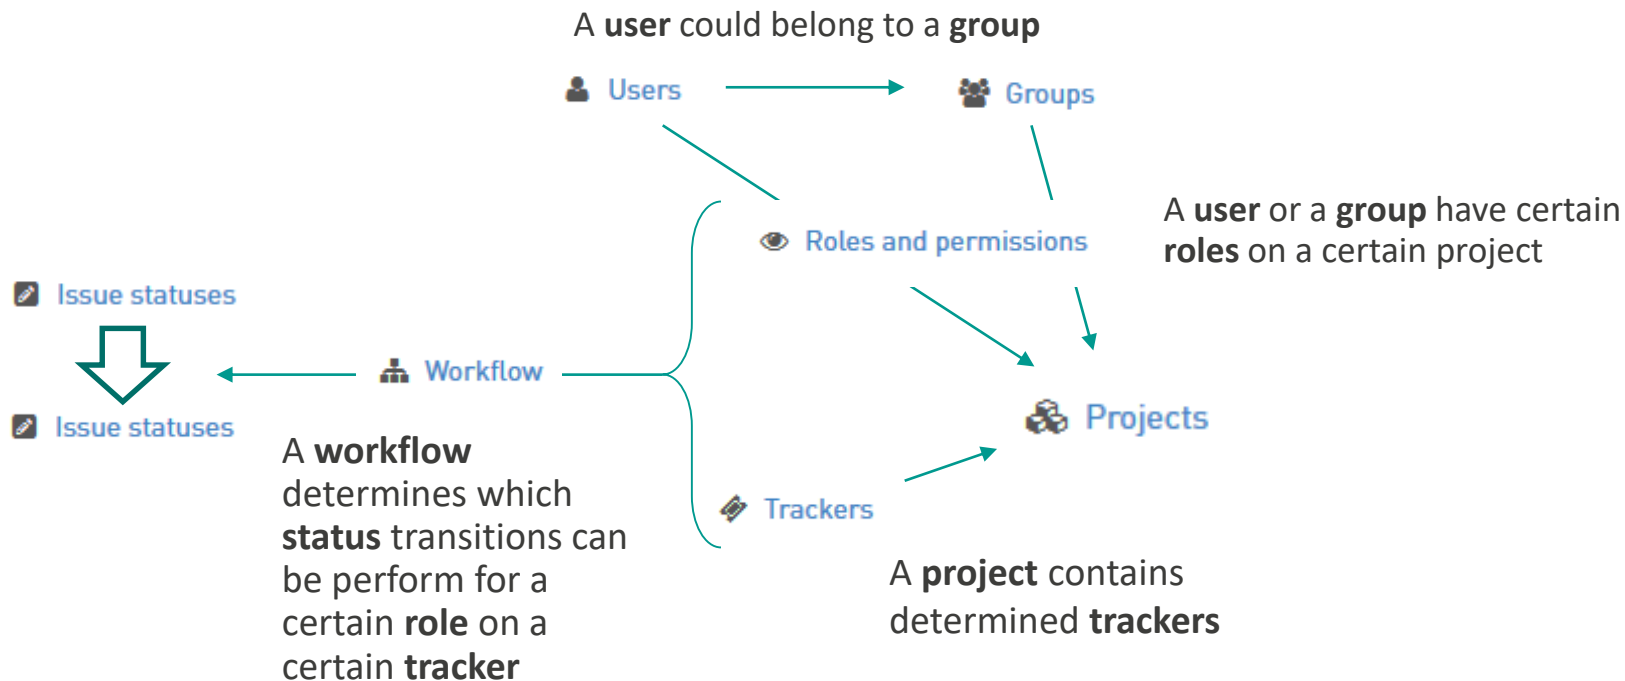 A user could belong to a group
Users
Groups
A user or a group have certain
roles on a certain project
Roles and permissions
Issue statuses
Workflow
Issue statuses
Projects
A workflow
determines which
status transitions can
be perform for a
certain role on a
certain tracker
Trackers
A project contains
determined trackers